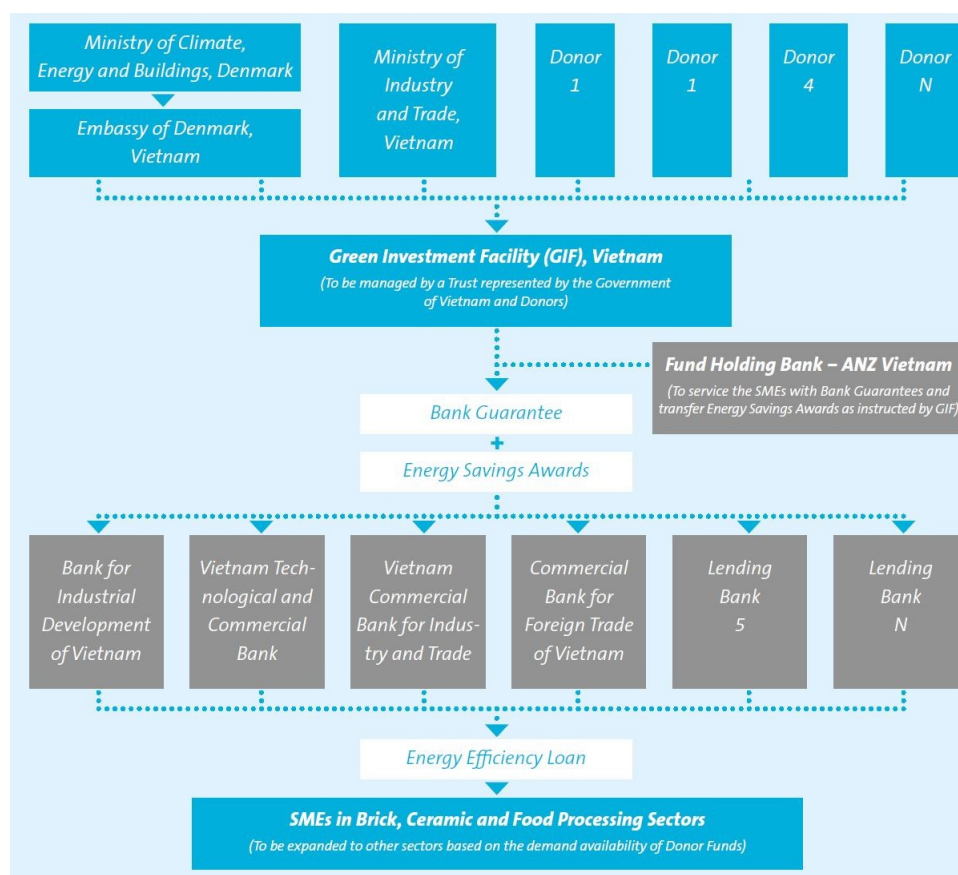 Ministry of Climate,
Energy and Buildings, Denmark
Embassy of Denmark,
Vietnam
Ministry of
Industry
and Trade,
Vietnam
Donor
1
Donor
1
Donor
4
Donor
N
Green Investment Facility (GIF), Vietnam
(To be managed by a Trust represented by the Government
of Vietnam and Donors)
Fund Holding Bank – ANZ Vietnam
(To service the SMEs with Bank Guarantees and
transfer Energy Savings Awards as instructed by GIF)
Bank Guarantee
+
Energy Savings Awards
Bank for
Industrial
Development
of Vietnam
Vietnam Tech-
nological and
Commercial
Bank
Vietnam
Commercial
Bank for Indus-
try and Trade
Commercial
Bank for
Foreign Trade
of Vietnam
Lending
Bank
5
Lending
Bank
N
Energy Efficiency Loan
SMEs in Brick, Ceramic and Food Processing Sectors
(To be expanded to other sectors based on the demand availability of Donor Funds)